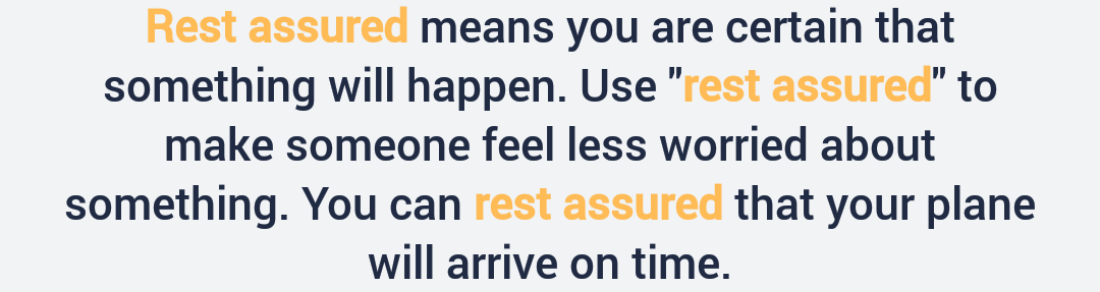 Rest assured means you are certain that
something will happen. Use "rest assured" to
make someone feel less worried about
something. You can rest assured that your plane
will arrive on time.